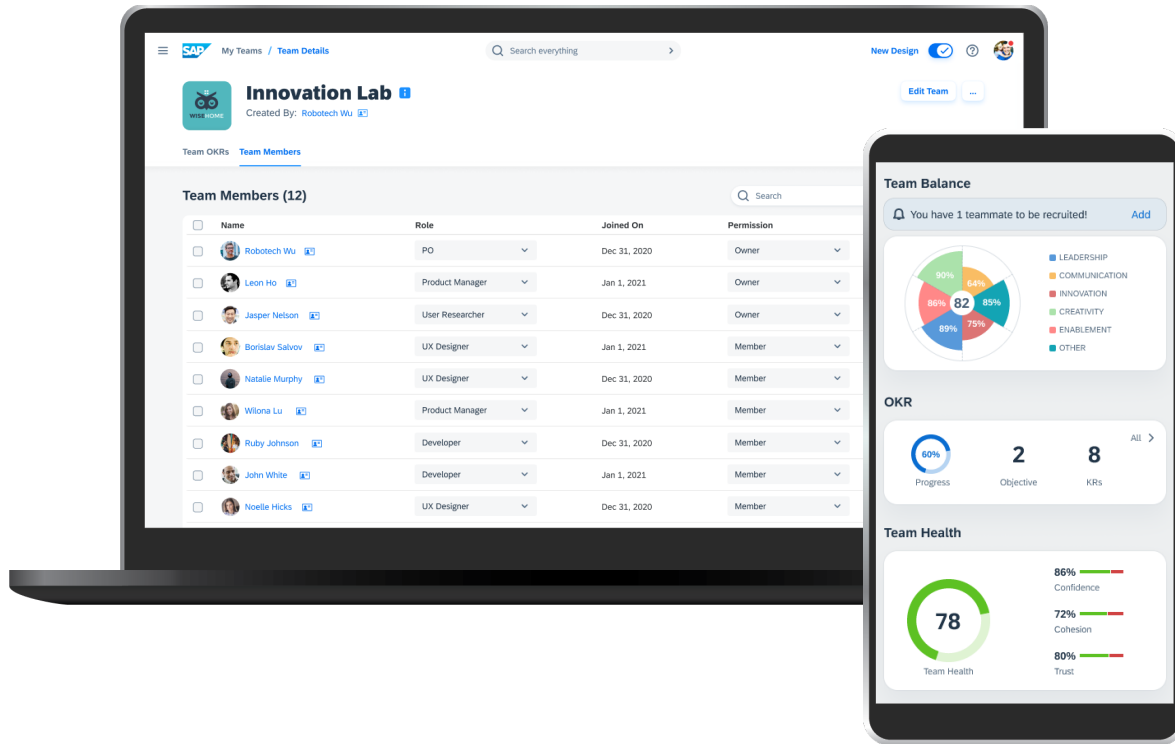 SAP My Teams / Team Details Search everything New Design
Innovation Lab
WISE HOME
Created By: Robotech Wu
Edit Team ...
Team OKRs Team Members
Team Members (12) Search
Name Role Joined On Permission
Robotech Wu PO Dec 31, 2020 Owner
Leon Ho Product Manager Jan 1, 2021 Owner
Jasper Nelson User Researcher Dec 31, 2020 Owner
Borislav Salvov UX Designer Jan 1, 2021 Member
Natalie Murphy UX Designer Dec 31, 2020 Member
Wilona Lu Product Manager Jan 1, 2021 Member
Ruby Johnson Developer Dec 31, 2020 Member
John White Developer Jan 1, 2021 Member
Noelle Hicks UX Designer Dec 31, 2020 Member
Team Balance
You have 1 teammate to be recruited! Add
90% 64% 86% 82 85% 89% 75%
LEADERSHIP
COMMUNICATION
INNOVATION
CREATIVITY
ENABLEMENT
OTHER
OKR
All
60% 2 8
Progress Objective KRs
Team Health
78
Team Health
86%
Confidence
72%
Cohesion
80%
Trust